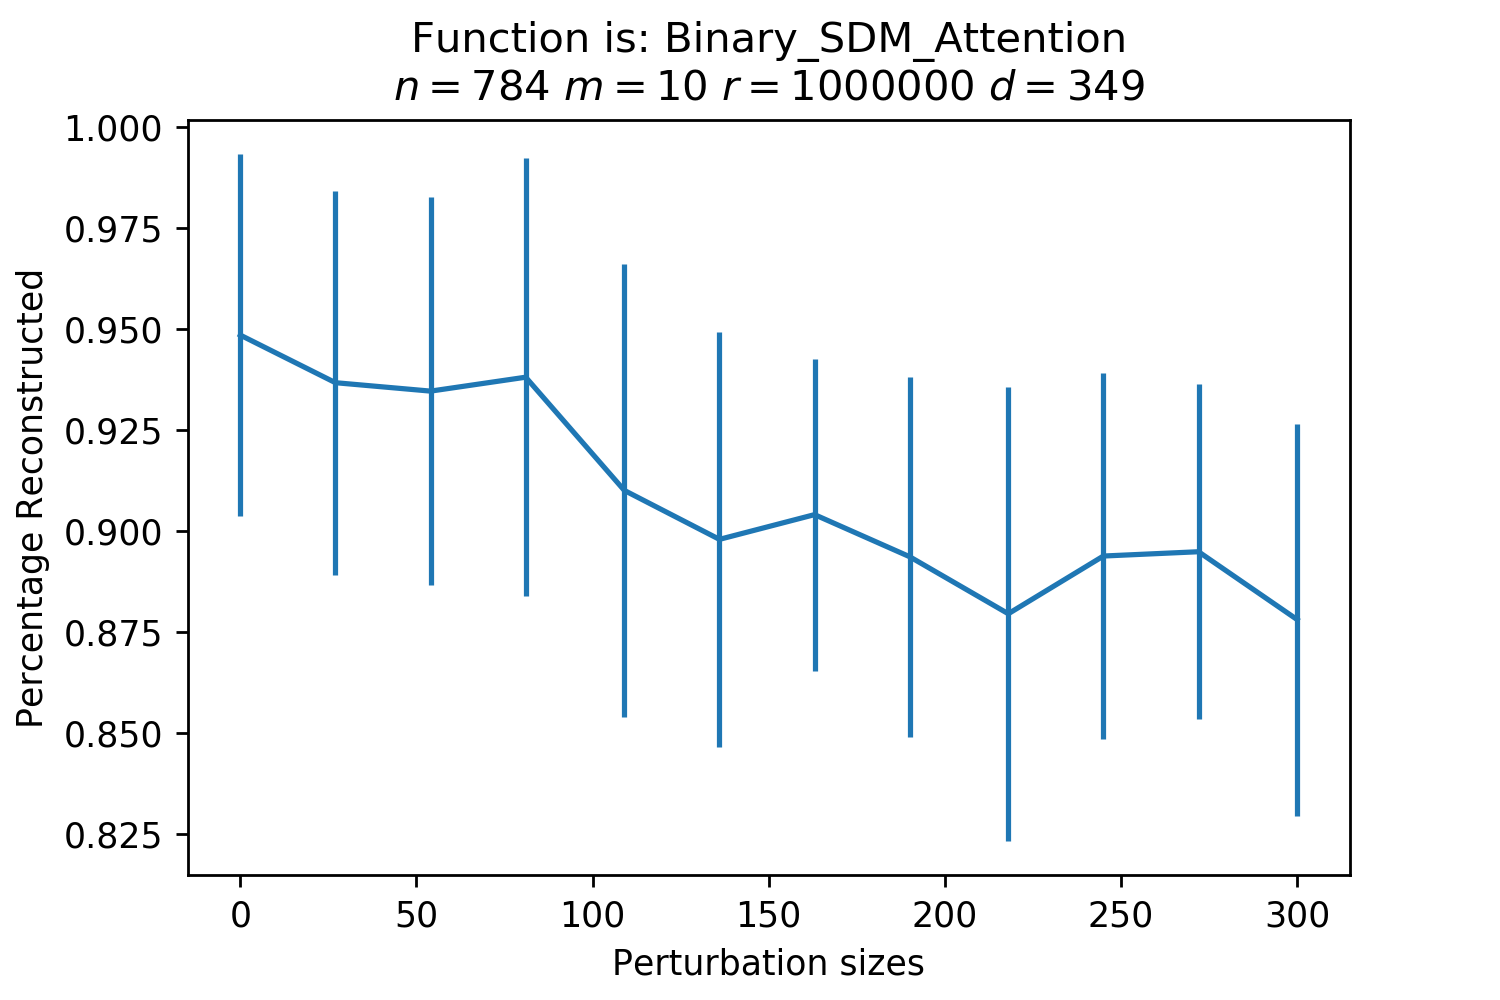 Function is: Binary_SDM_Attention
n = 784 m = 10 r = 1000000 d = 349
1.000
0.975
0.950
0.925
0.900
0.875
0.850
0.825
Percentage Reconstructed
0 50 100 150 200 250 300
Perturbation sizes